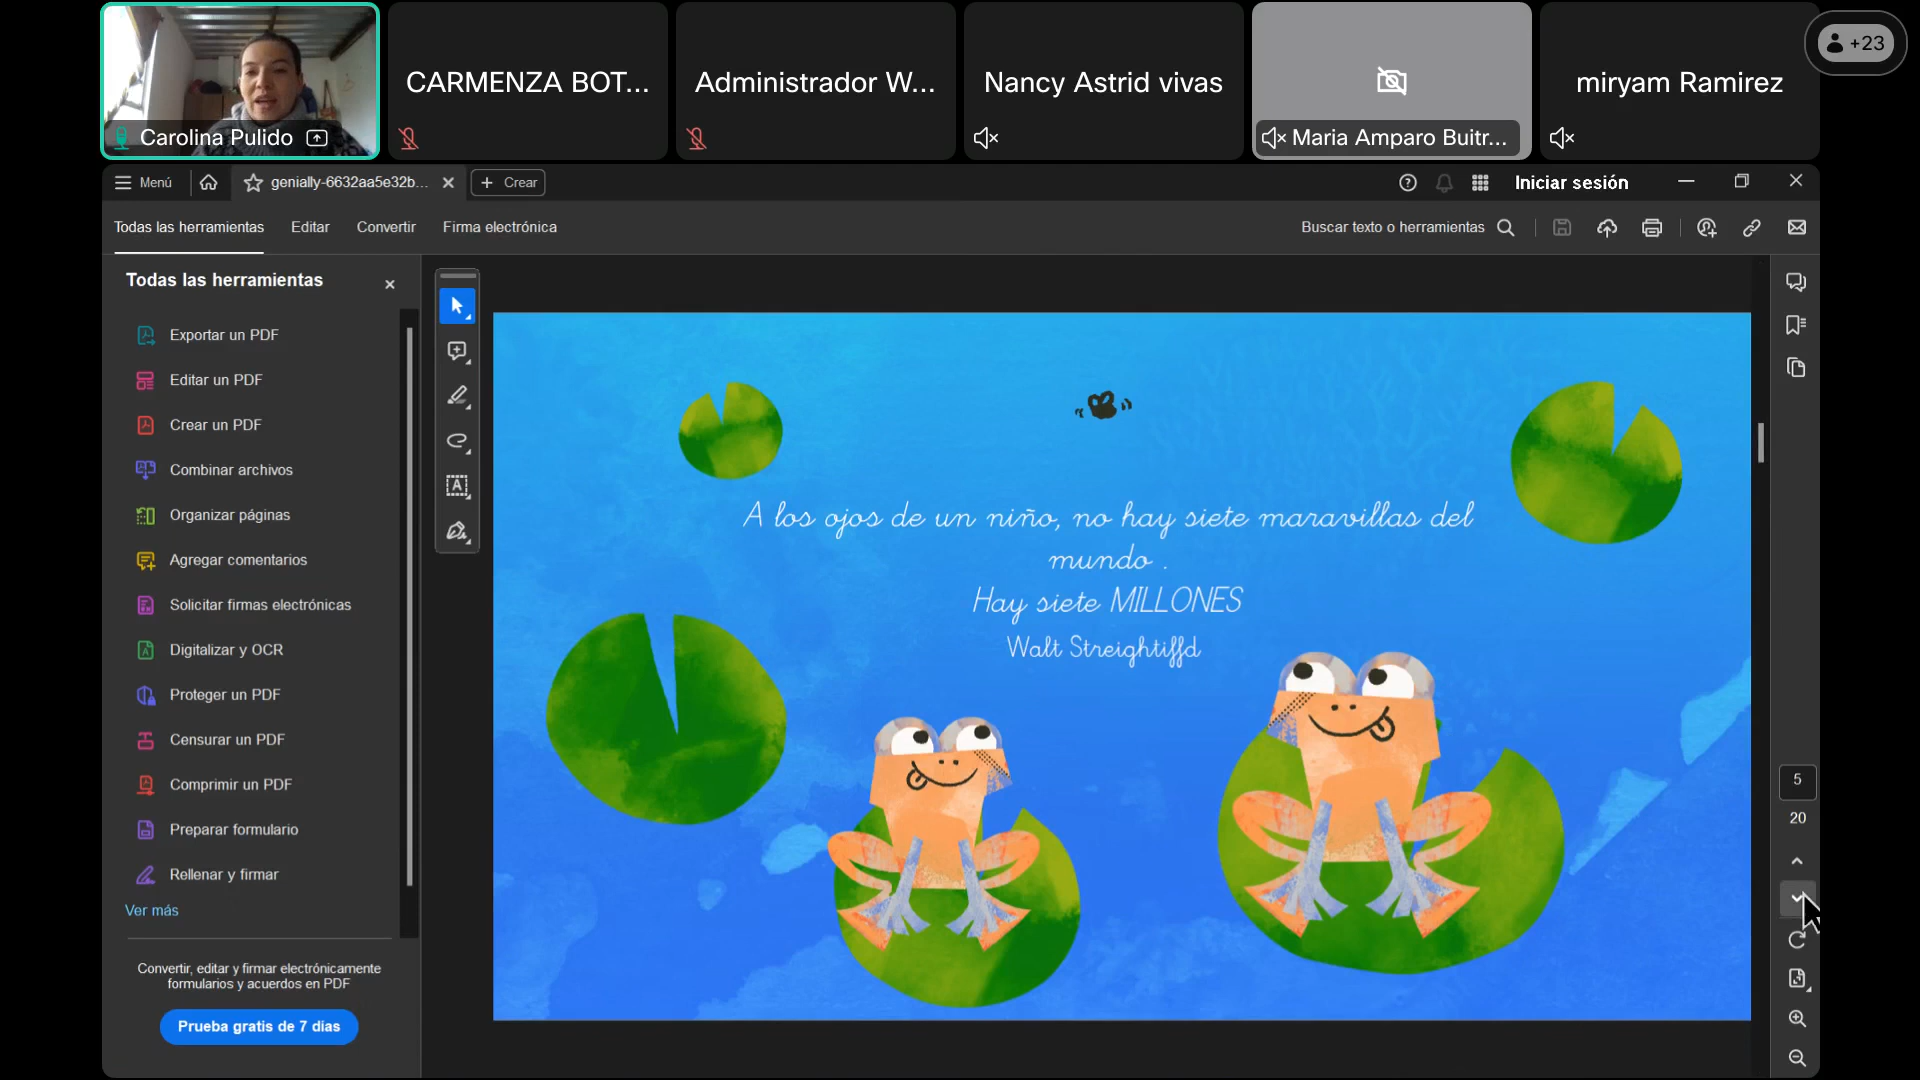 CARMENZA BOT...
Administrador W...
Nancy Astrid vivas
miryam Ramirez
+23
Carolina Pulido
Maria Amparo Buitr...
Menú
genially-6632aa5e32b...
Crear
Iniciar sesión
Todas las herramientas
Editar
Convertir
Firma electrónica
Buscar texto o herramientas
Todas las herramientas
Exportar un PDF
Editar un PDF
Crear un PDF
Combinar archivos
Organizar páginas
Agregar comentarios
Solicitar firmas electrónicas
Digitalizar y OCR
Proteger un PDF
Censurar un PDF
Comprimir un PDF
Preparar formulario
Rellenar y firmar
Ver más
Convertir, editar y firmar electrónicamente
formularios y acuerdos en PDF
Prueba gratis de 7 días
A los ojos de un niño, no hay siete maravillas del
mundo .
Hay siete MILLONES
Walt Streightiffd
5
20